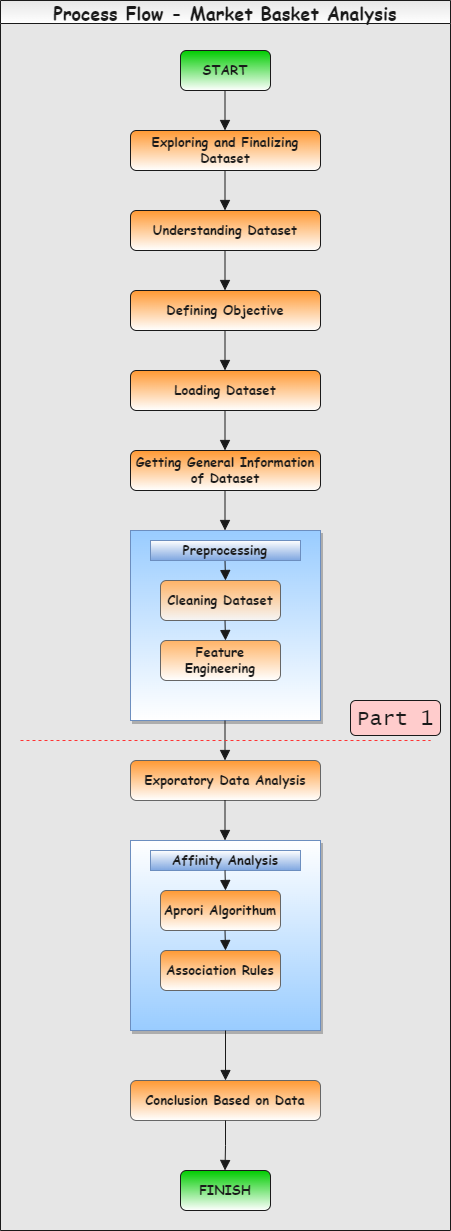 Process Flow - Market Basket Analysis
START
Exploring and Finalizing
Dataset
Understanding Dataset
Defining Objective
Loading Dataset
Getting General Information
of Dataset
Preprocessing
Cleaning Dataset
Feature
Engineering
Part 1
Exporatory Data Analysis
Affinity Analysis
Aprori Algorithum
Association Rules
Conclusion Based on Data
FINISH